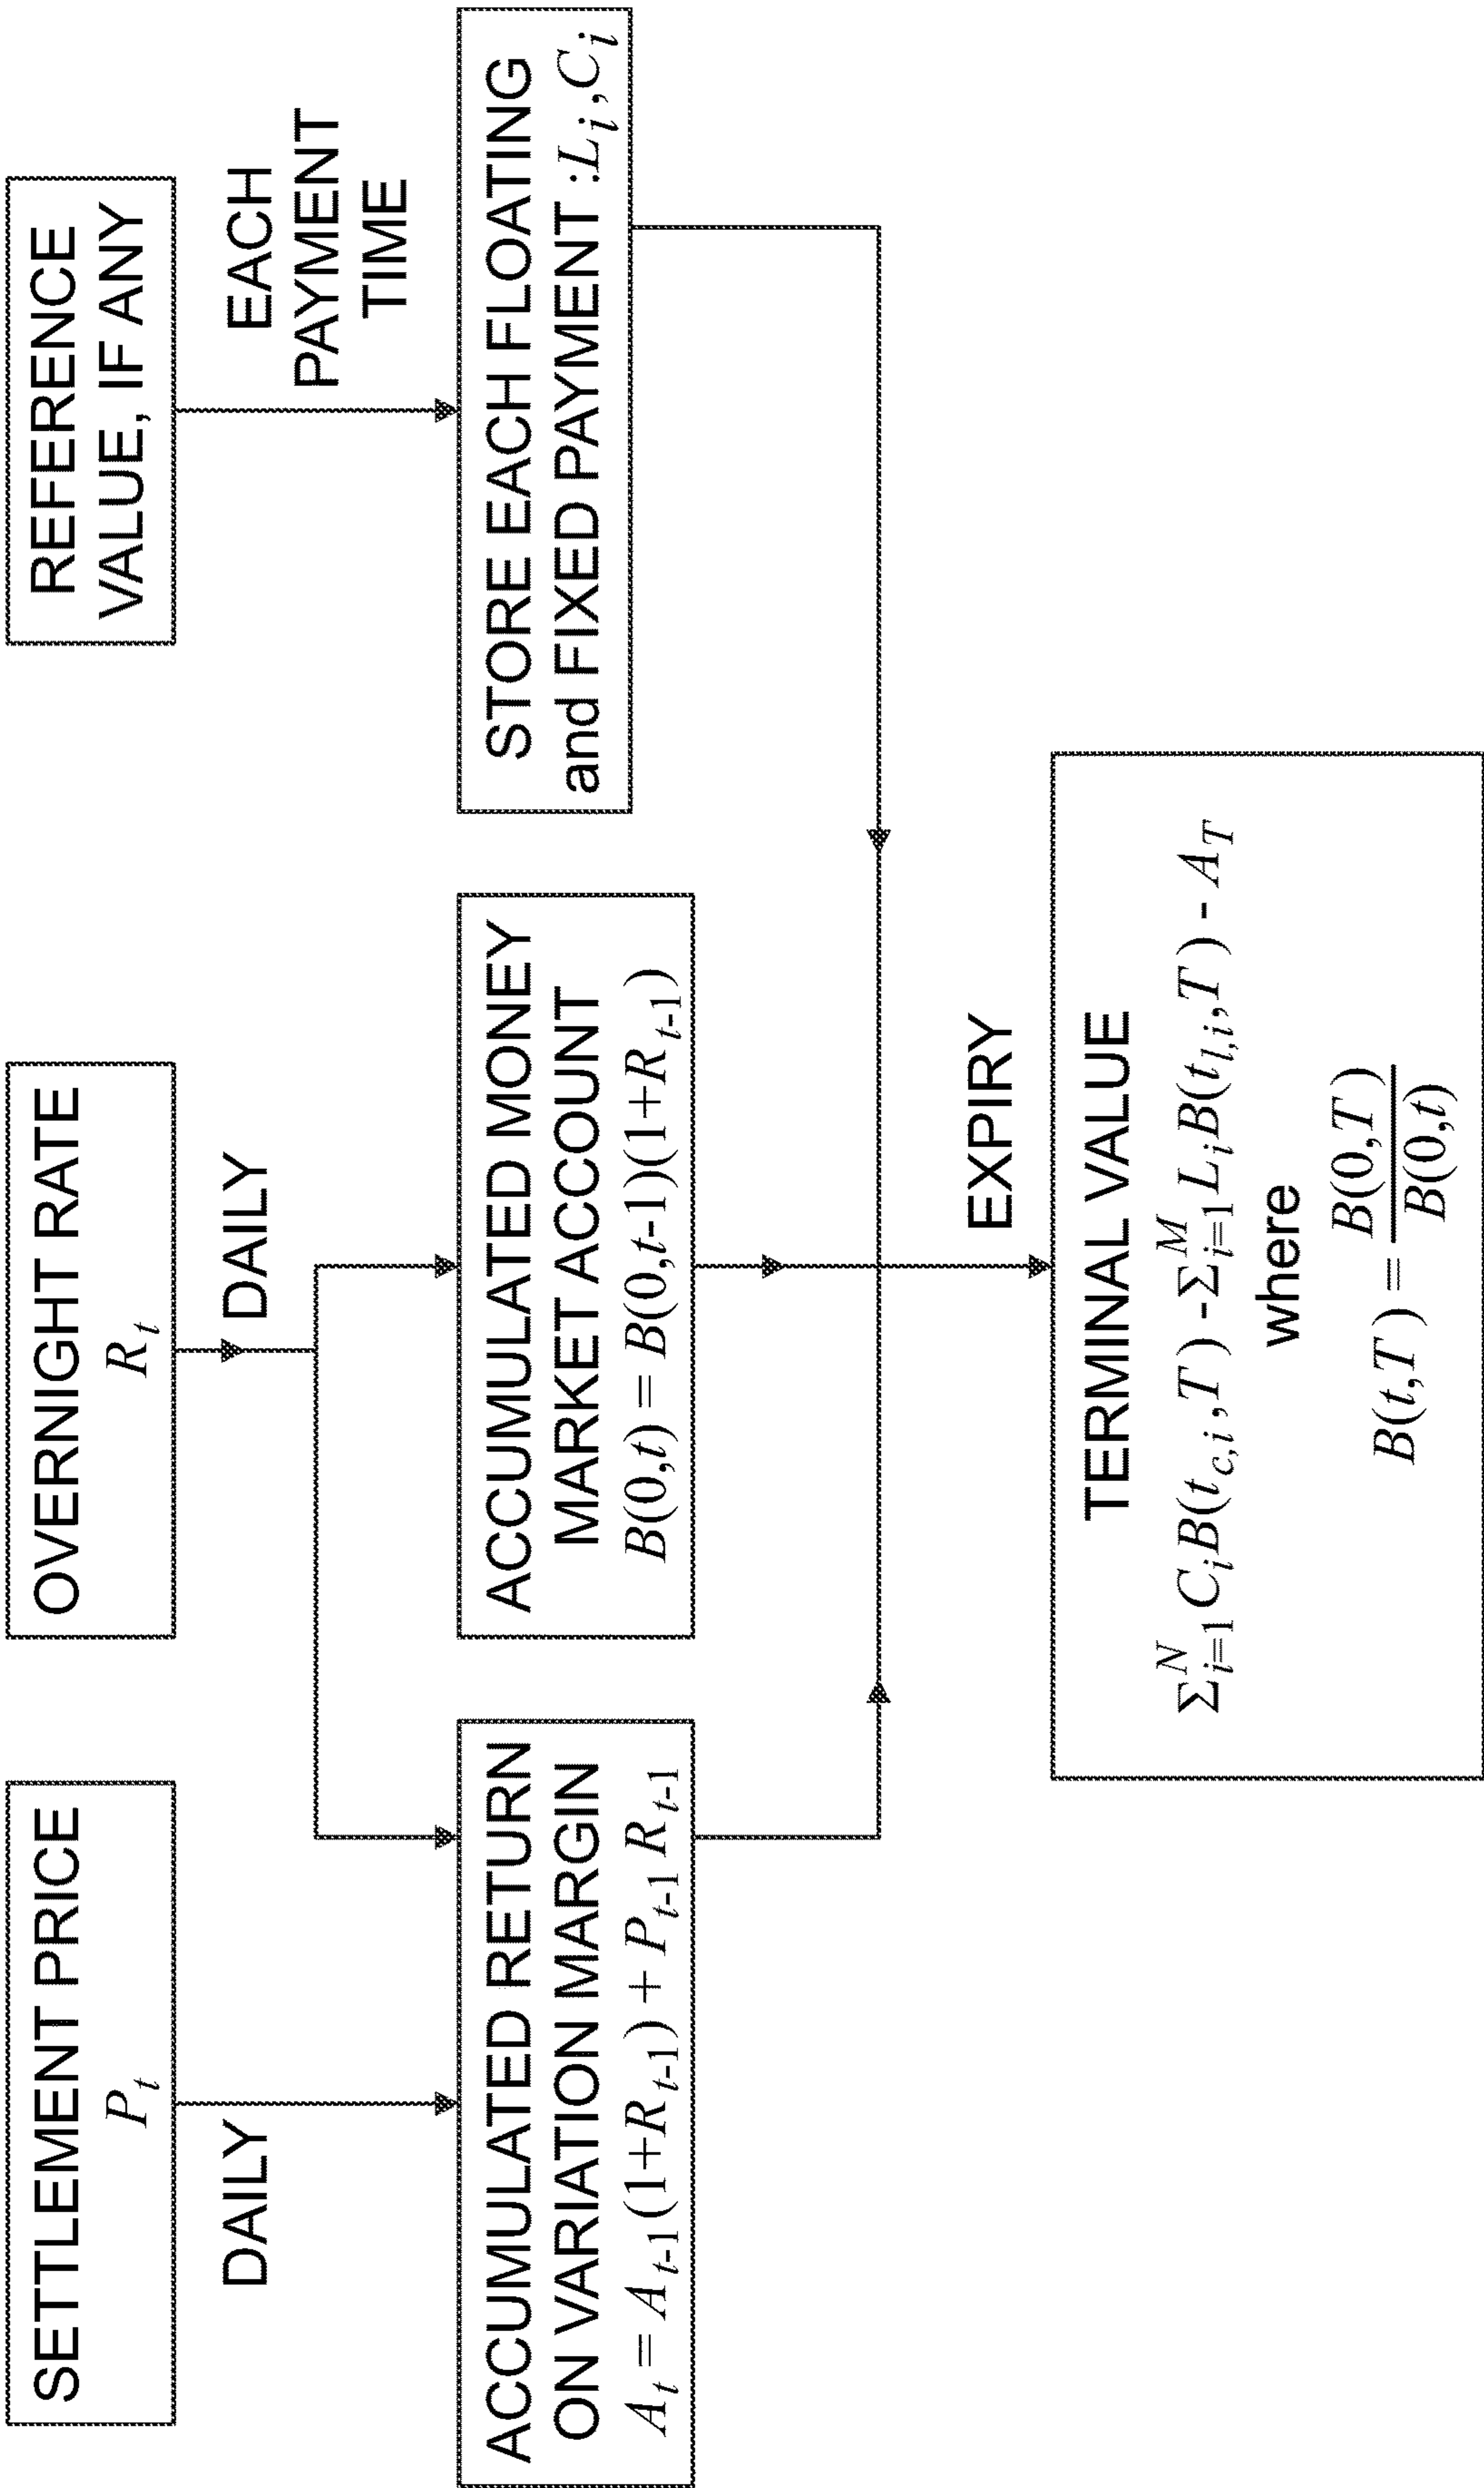 SETTLEMENT PRICE
P_t
DAILY
OVERNIGHT RATE
R_t
DAILY
REFERENCE
VALUE, IF ANY
EACH
PAYMENT
TIME
ACCUMULATED RETURN
ON VARIATION MARGIN
A_t = A_{t-1}(1+R_{t-1}) + P_{t-1} R_{t-1}
ACCUMULATED MONEY
MARKET ACCOUNT
B(0,t) = B(0,t-1)(1+R_{t-1})
STORE EACH FLOATING
and FIXED PAYMENT :L_i,C_i
EXPIRY
TERMINAL VALUE
Σ_{i=1}^N C_i B(t_{c,i},T) - Σ_{i=1}^M L_i B(t_{l,i},T) - A_T
where
B(t,T) = B(0,T)/B(0,t)